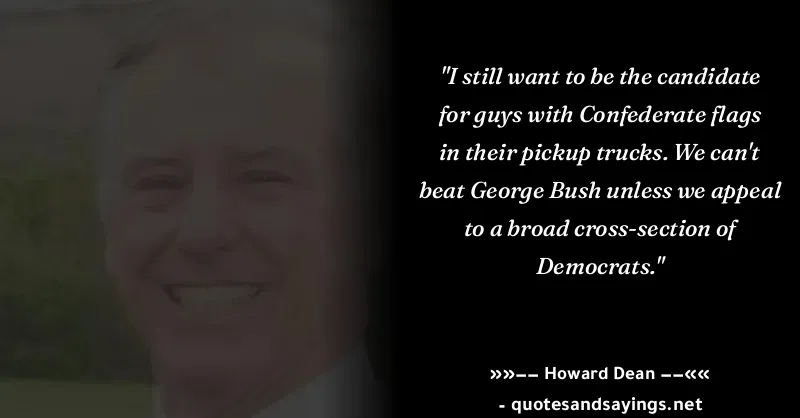 "I still want to be the candidate
for guys with Confederate flags
in their pickup trucks. We can't
beat George Bush unless we appeal
to a broad cross-section of
Democrats."
»»−− Howard Dean −−««
- quotesandsayings.net